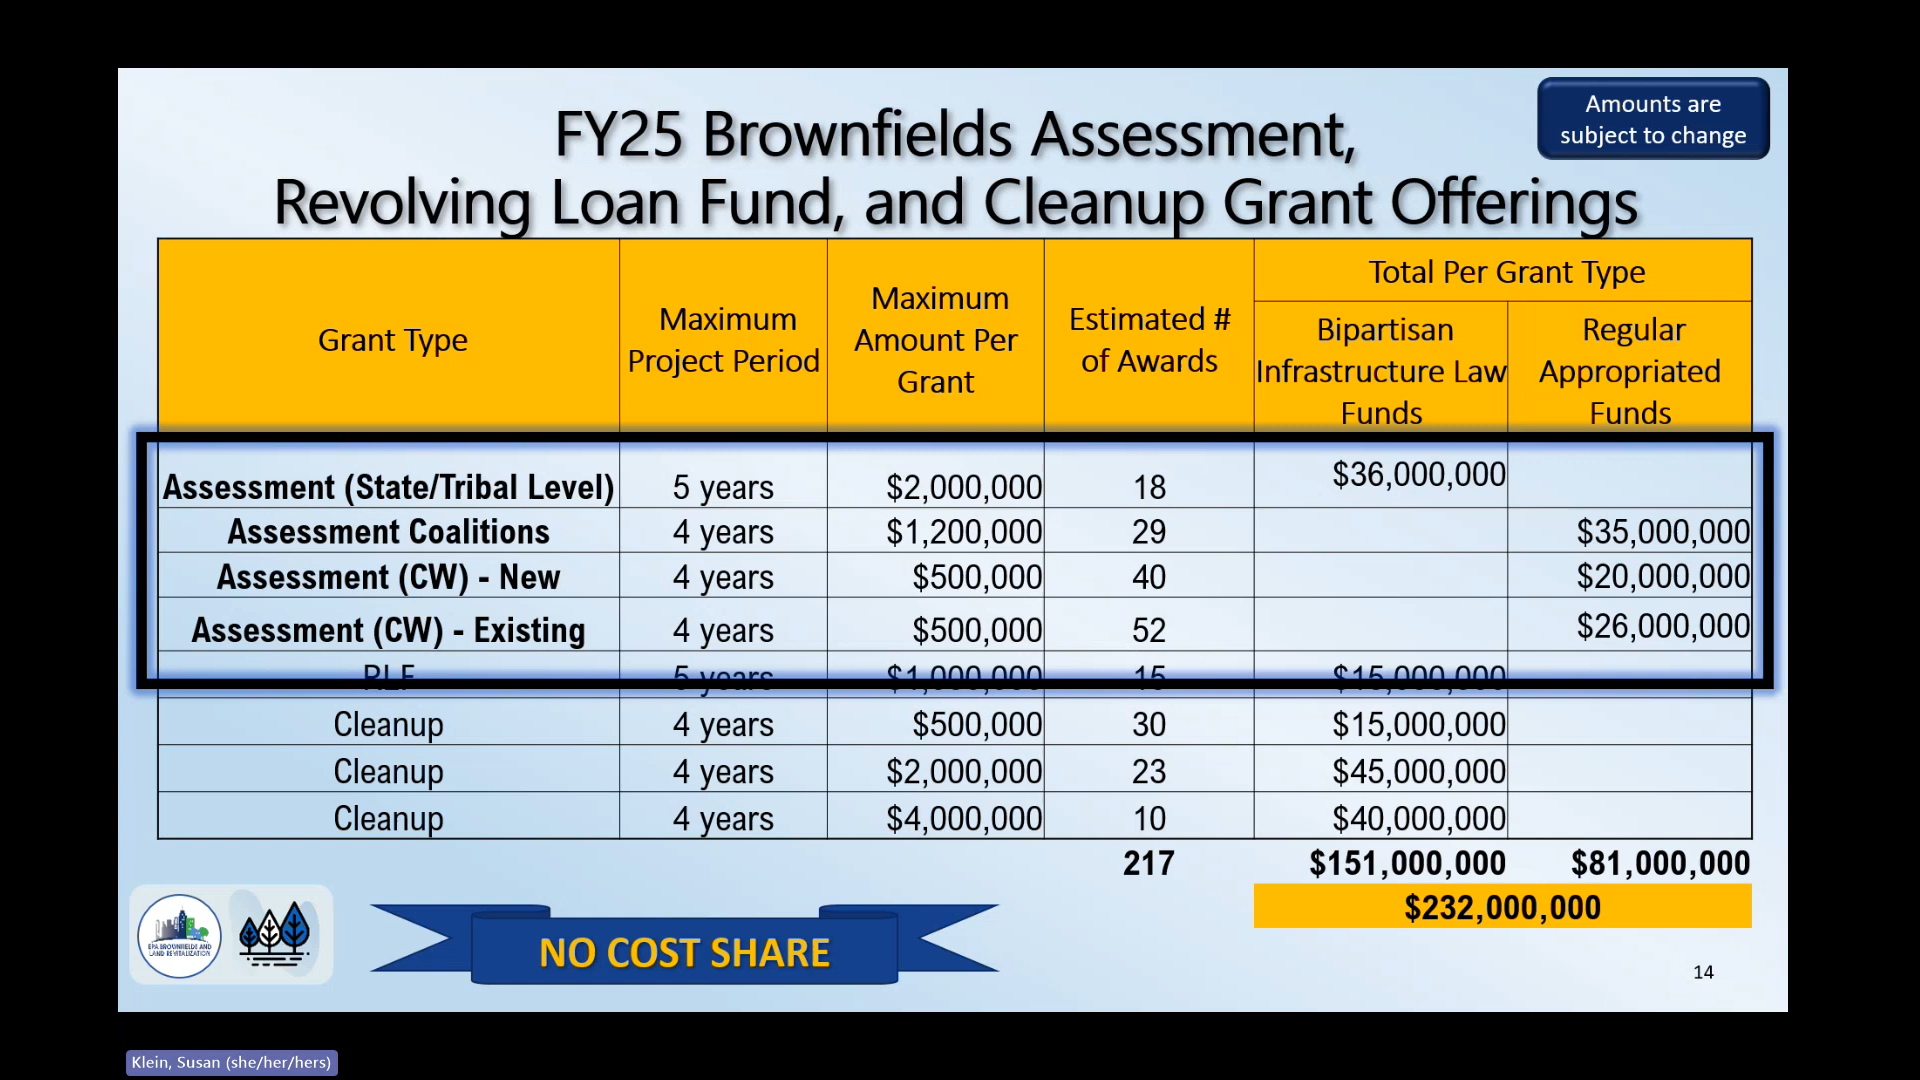 Amounts are
subject to change
FY25 Brownfields Assessment,
Revolving Loan Fund, and Cleanup Grant Offerings
Grant Type
Maximum
Project Period
Maximum
Amount Per
Grant
Estimated #
of Awards
Total Per Grant Type
Bipartisan
Infrastructure Law
Funds
Regular
Appropriated
Funds
Assessment (State/Tribal Level) 5 years $2,000,000 18 $36,000,000
Assessment Coalitions 4 years $1,200,000 29 $35,000,000
Assessment (CW) - New 4 years $500,000 40 $20,000,000
Assessment (CW) - Existing 4 years $500,000 52 $26,000,000
RLF 5 years $1,000,000 15 $15,000,000
Cleanup 4 years $500,000 30 $15,000,000
Cleanup 4 years $2,000,000 23 $45,000,000
Cleanup 4 years $4,000,000 10 $40,000,000
217 $151,000,000 $81,000,000
$232,000,000
EPA BROWNFIELDS AND
LAND REVITALIZATION
NO COST SHARE
14
Klein, Susan (she/her/hers)